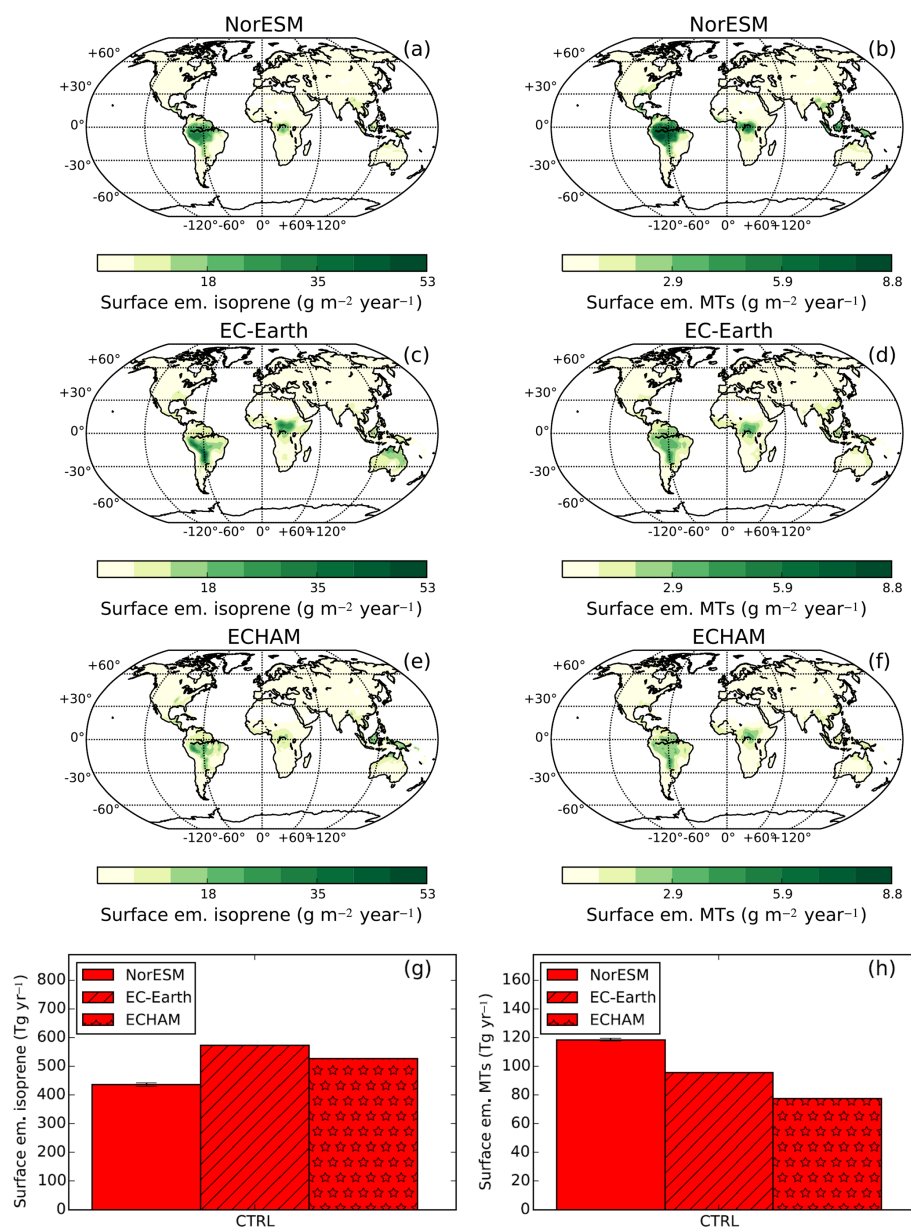 NorESM
(a)
+60°
+30°
0°
-30°
-60°
-120°-60° 0° +60°+120°
18 35 53
Surface em. isoprene (g m⁻² year⁻¹)
NorESM
(b)
+60°
+30°
0°
-30°
-60°
-120°-60° 0° +60°+120°
2.9 5.9 8.8
Surface em. MTs (g m⁻² year⁻¹)
EC-Earth
(c)
+60°
+30°
0°
-30°
-60°
-120°-60° 0° +60°+120°
18 35 53
Surface em. isoprene (g m⁻² year⁻¹)
EC-Earth
(d)
+60°
+30°
0°
-30°
-60°
-120°-60° 0° +60°+120°
2.9 5.9 8.8
Surface em. MTs (g m⁻² year⁻¹)
ECHAM
(e)
+60°
+30°
0°
-30°
-60°
-120°-60° 0° +60°+120°
18 35 53
Surface em. isoprene (g m⁻² year⁻¹)
ECHAM
(f)
+60°
+30°
0°
-30°
-60°
-120°-60° 0° +60°+120°
2.9 5.9 8.8
Surface em. MTs (g m⁻² year⁻¹)
(g)
Surface em. isoprene (Tg yr⁻¹)
800
700
600
500
400
300
200
100
0
NorESM
EC-Earth
ECHAM
CTRL
(h)
Surface em. MTs (Tg yr⁻¹)
160
140
120
100
80
60
40
20
0
NorESM
EC-Earth
ECHAM
CTRL